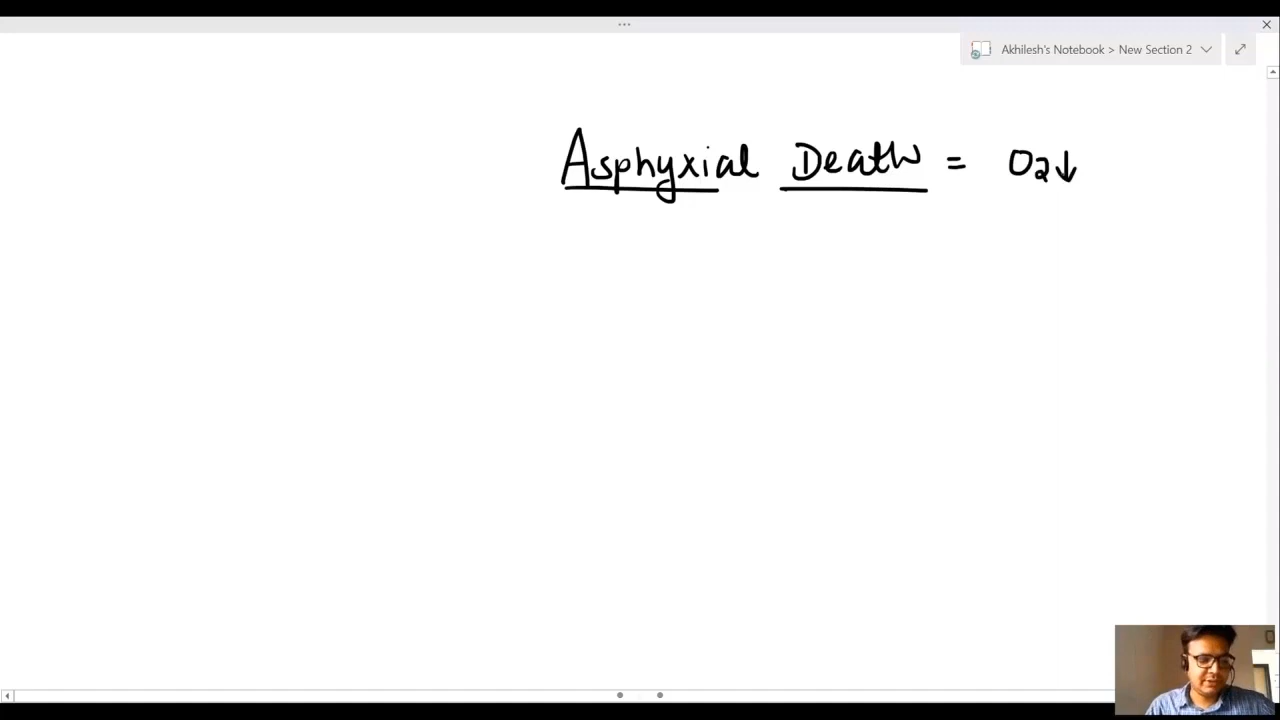 Akhilesh's Notebook > New Section 2
Asphyxial Death = O₂↓